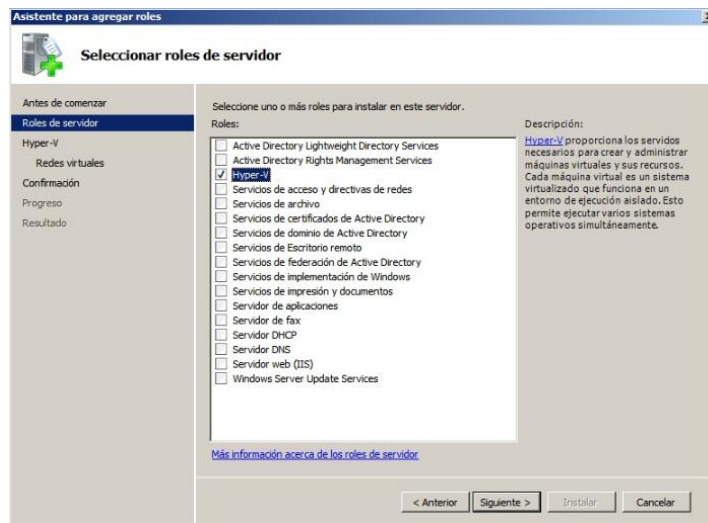 Asistente para agregar roles
Seleccionar roles de servidor
Antes de comenzar
Roles de servidor
Hyper-V
Redes virtuales
Confirmación
Progreso
Resultado
Seleccione uno o más roles para instalar en este servidor.
Roles:
Active Directory Lightweight Directory Services
Active Directory Rights Management Services
Hyper-V
Servicios de acceso y directivas de redes
Servicios de archivo
Servicios de certificados de Active Directory
Servicios de dominio de Active Directory
Servicios de Escritorio remoto
Servicios de federación de Active Directory
Servicios de implementación de Windows
Servicios de impresión y documentos
Servidor de aplicaciones
Servidor de fax
Servidor DHCP
Servidor DNS
Servidor web (IIS)
Windows Server Update Services
Más información acerca de los roles de servidor
Descripción:
Hyper-V proporciona los servidos
necesarios para crear y administrar
máquinas virtuales y sus recursos.
Cada máquina virtual es un sistema
virtualizado que funciona en un
entorno de ejecución aislado. Esto
permite ejecutar varios sistemas
operativos simultáneamente.
< Anterior
Siguiente >
Instalar
Cancelar